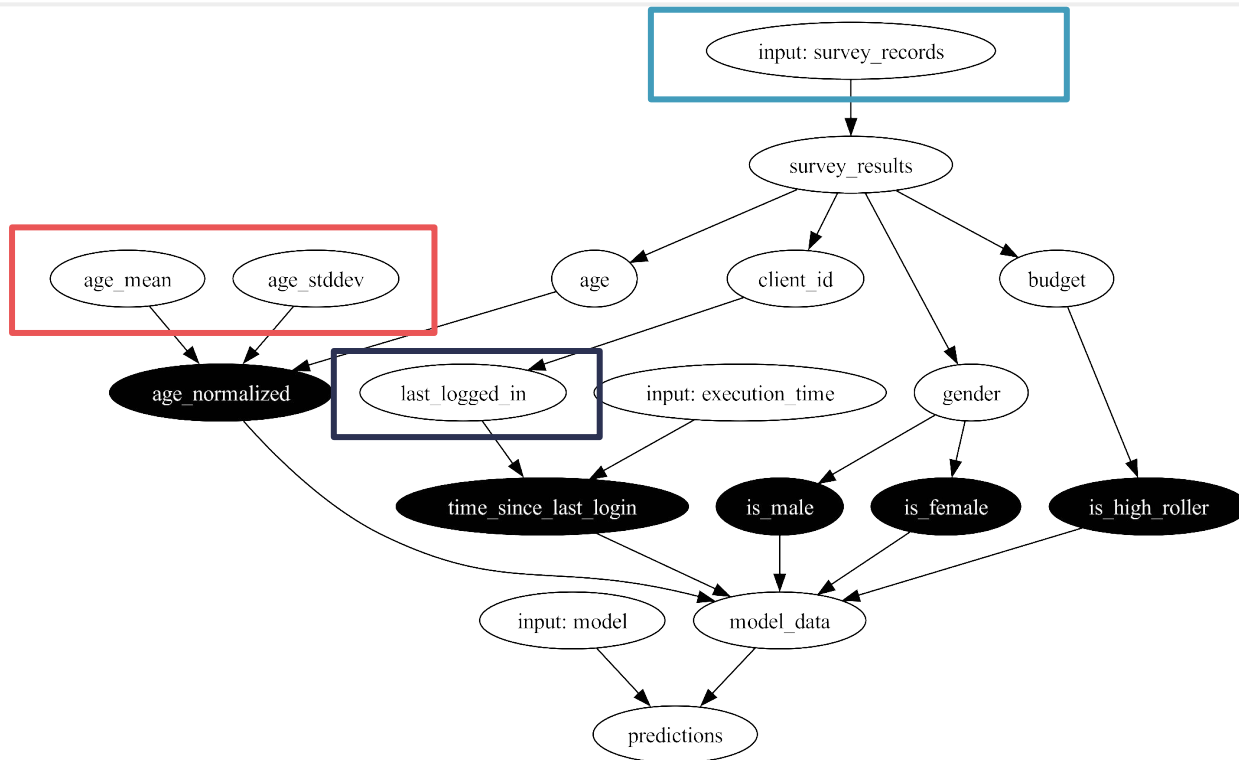 input: survey_records
survey_results
age_mean
age_stddev
age
client_id
budget
age_normalized
last_logged_in
input: execution_time
gender
time_since_last_login
is_male
is_female
is_high_roller
input: model
model_data
predictions